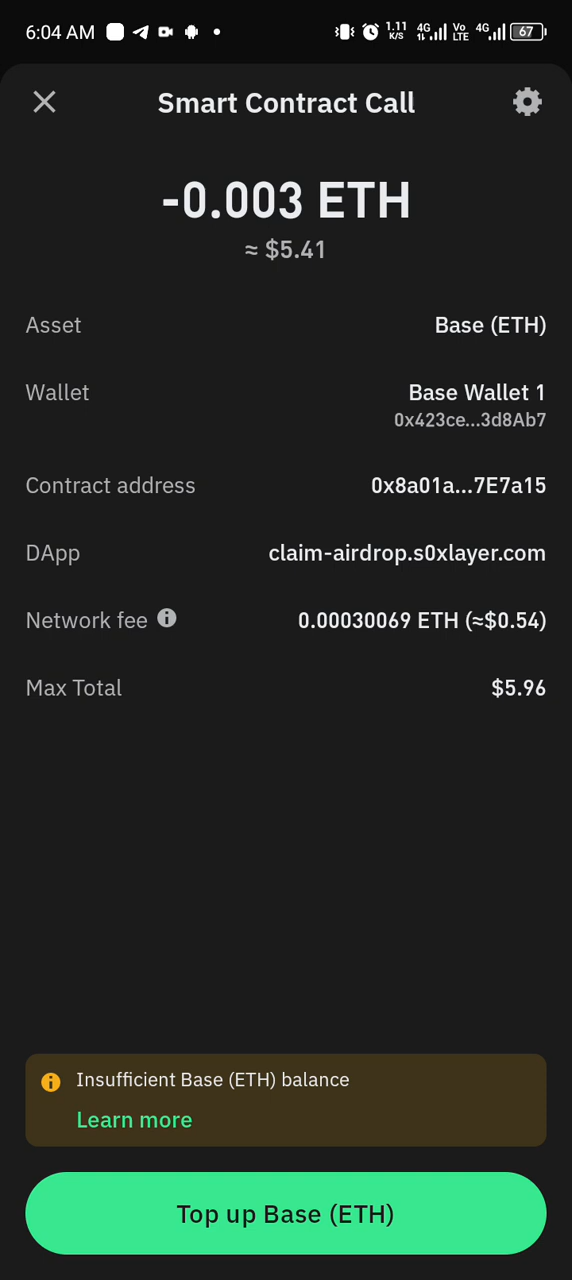 6:04 AM
1.11
K/S
4G
Vo
LTE
4G
67
Smart Contract Call
-0.003 ETH
≈ $5.41
Asset
Base (ETH)
Wallet
Base Wallet 1
0x423ce...3d8Ab7
Contract address
0x8a01a...7E7a15
DApp
claim-airdrop.s0xlayer.com
Network fee
0.00030069 ETH (≈$0.54)
Max Total
$5.96
Insufficient Base (ETH) balance
Learn more
Top up Base (ETH)